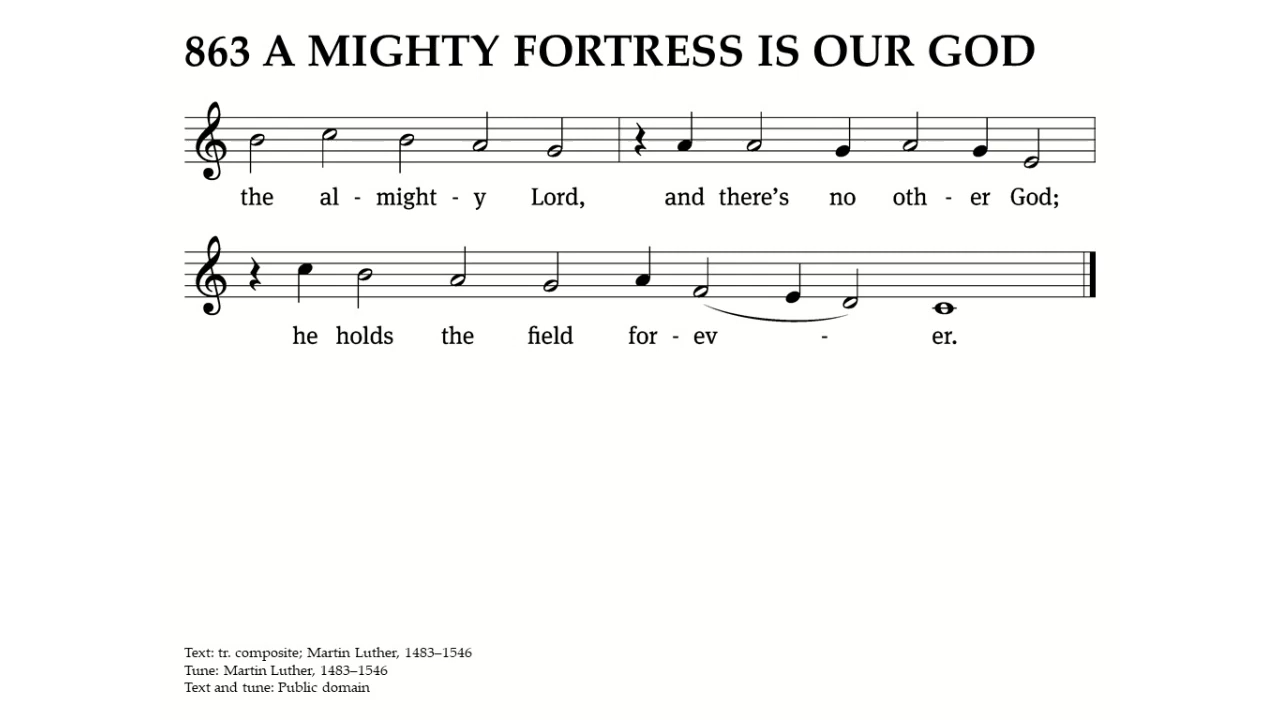 863 A MIGHTY FORTRESS IS OUR GOD
the al - might - y Lord, and there’s no oth - er God;
he holds the field for - ev - er.
Text: tr. composite; Martin Luther, 1483–1546
Tune: Martin Luther, 1483–1546
Text and tune: Public domain